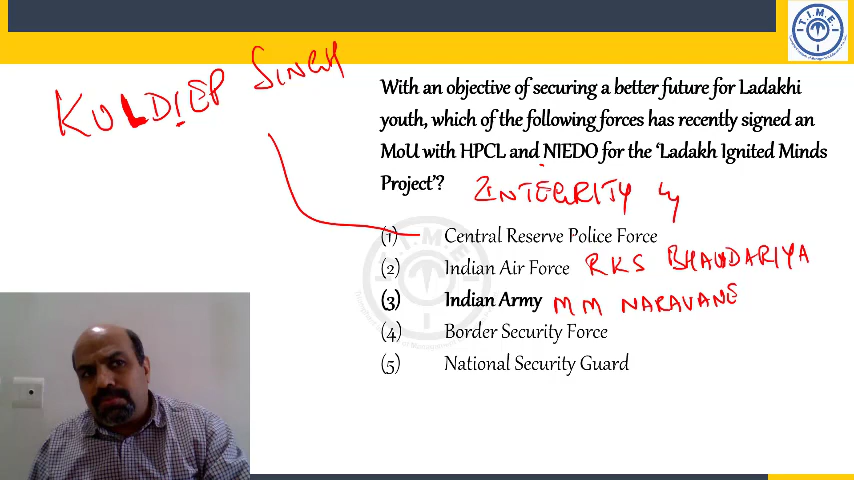 T.I.M.E.
KULDIEP SINGH
With an objective of securing a better future for Ladakhi
youth, which of the following forces has recently signed an
MoU with HPCL and NIEDO for the ‘Ladakh Ignited Minds
Project’?
INTEGRITY
(1) Central Reserve Police Force
(2) Indian Air Force RKS BHAUDARIYA
(3) Indian Army MM NARAVANE
(4) Border Security Force
(5) National Security Guard